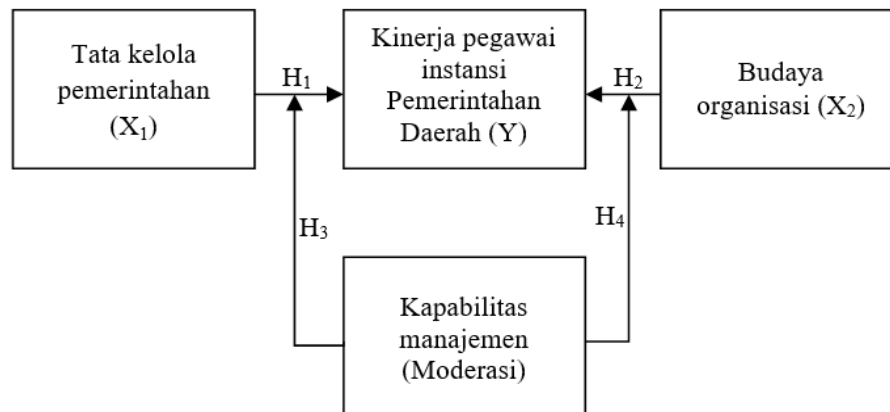 Tata kelola
pemerintahan
(X₁)
H₁
Kinerja pegawai
instansi
Pemerintahan
Daerah (Y)
H₂
Budaya
organisasi (X₂)
H₃
H₄
Kapabilitas
manajemen
(Moderasi)